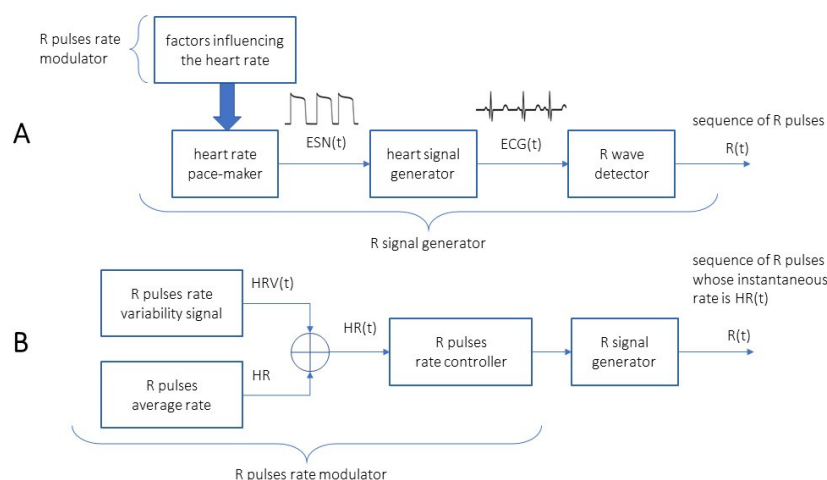 R pulses rate
modulator
factors influencing
the heart rate
A
heart rate
pace-maker
ESN(t)
heart signal
generator
ECG(t)
R wave
detector
sequence of R pulses
R(t)
R signal generator
B
R pulses rate
variability signal
HRV(t)
R pulses
average rate
HR
HR(t)
R pulses
rate controller
R signal
generator
sequence of R pulses
whose instantaneous
rate is HR(t)
R(t)
R pulses rate modulator